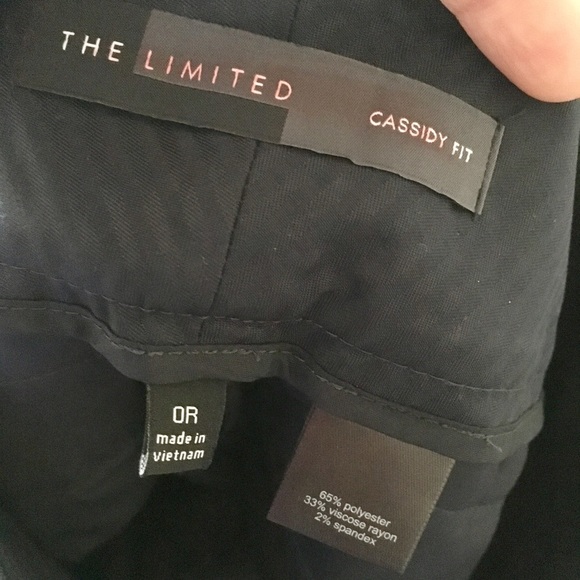 THE LIMITED
CASSIDY FIT
0R
made in
Vietnam
65% polyester
33% viscose rayon
2% spandex